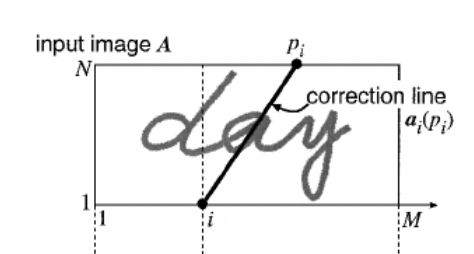 input image A
p_i
N
day
correction line
a_i(p_i)
1
1
i
M